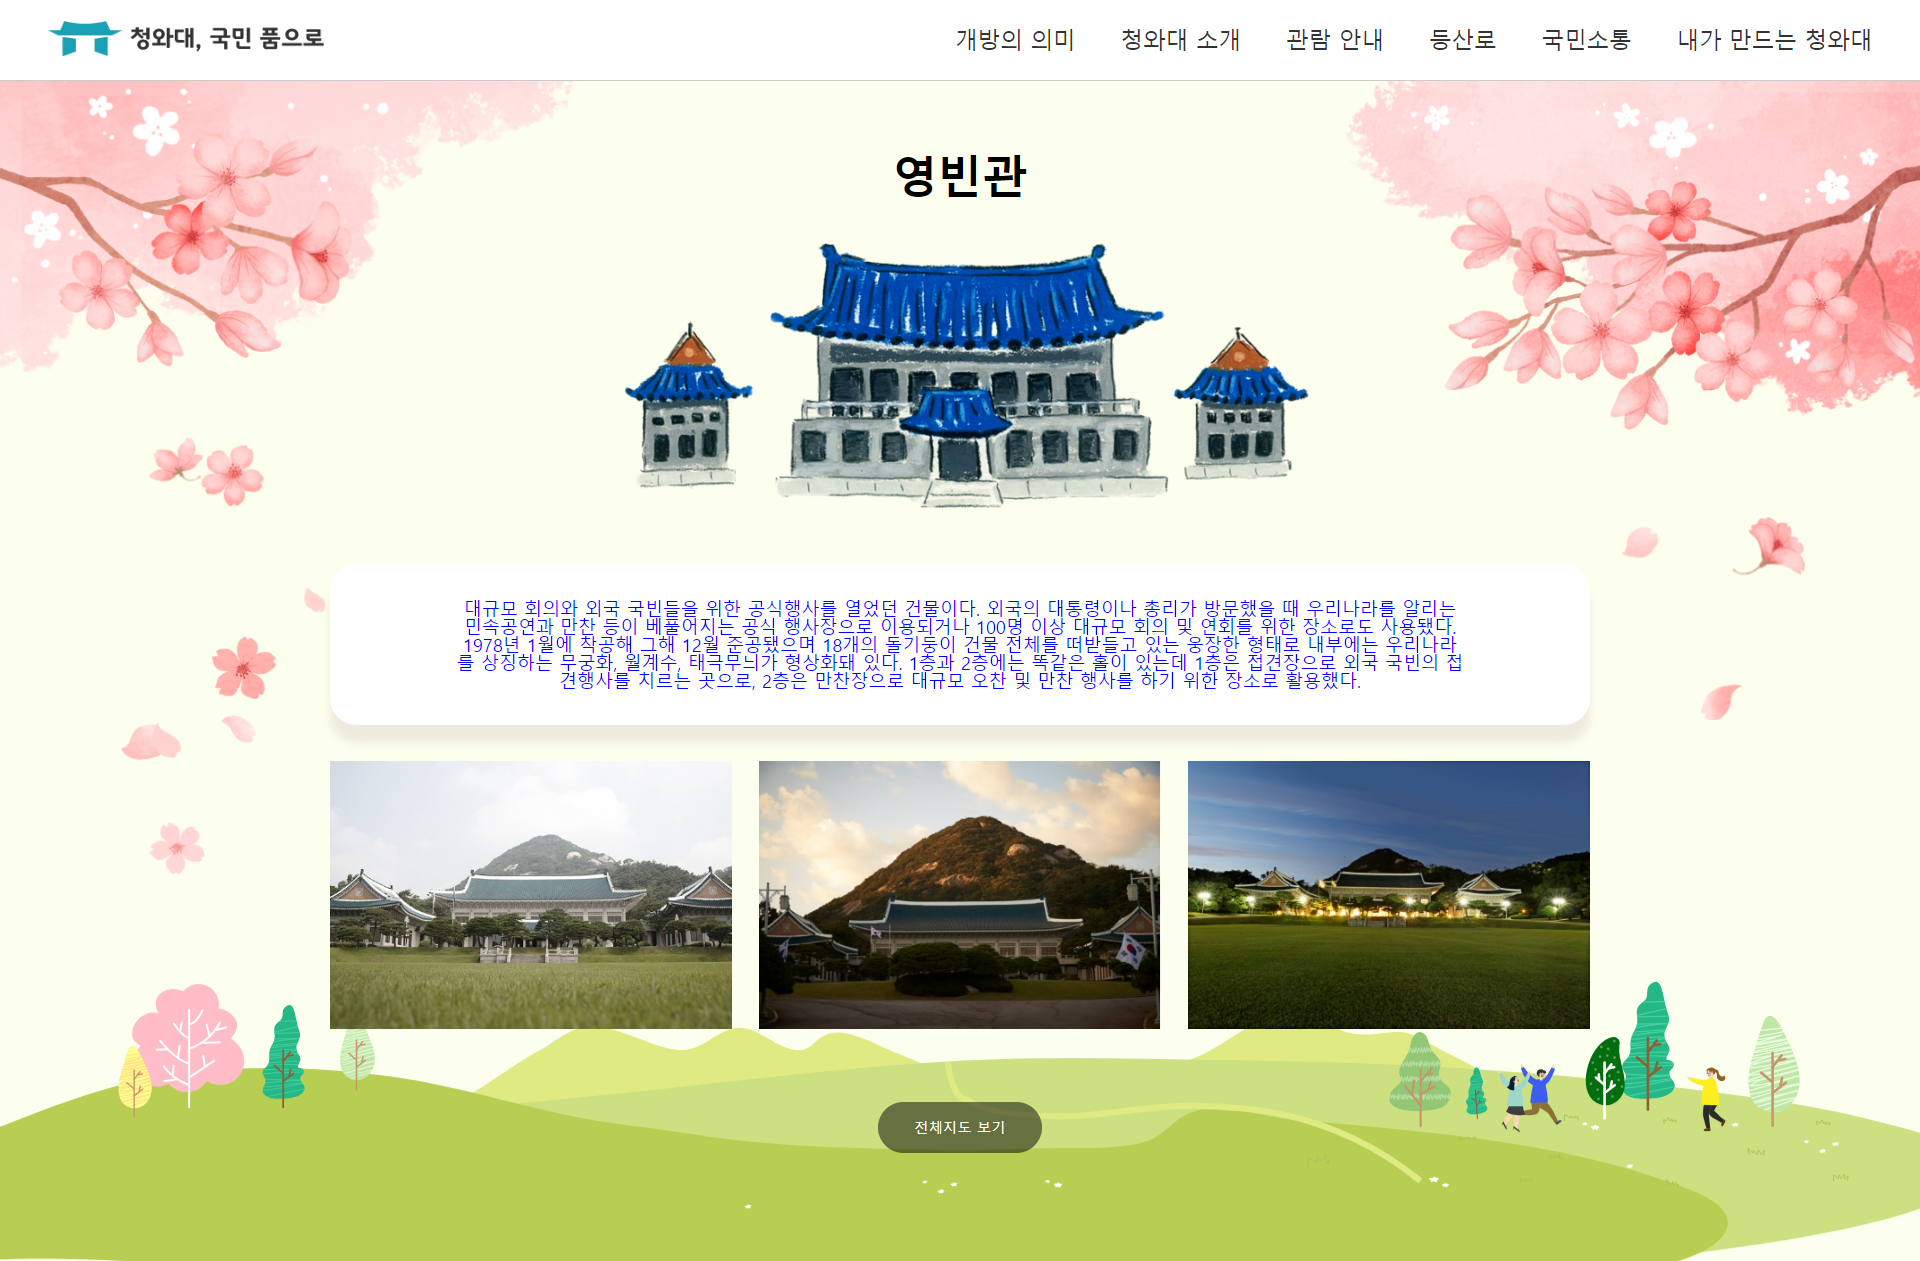 청와대, 국민 품으로
개방의 의미 청와대 소개 관람 안내 등산로 국민소통 내가 만드는 청와대
영빈관
대규모 회의와 외국 국빈들을 위한 공식행사를 열었던 건물이다. 외국의 대통령이나 총리가 방문했을 때 우리나라를 알리는
민속공연과 만찬 등이 베풀어지는 공식 행사장으로 이용되거나 100명 이상 대규모 회의 및 연회를 위한 장소로도 사용됐다.
1978년 1월에 착공해 그해 12월 준공됐으며 18개의 돌기둥이 건물 전체를 떠받들고 있는 웅장한 형태로 내부에는 우리나라
를 상징하는 무궁화, 월계수, 태극무늬가 형상화돼 있다. 1층과 2층에는 똑같은 홀이 있는데 1층은 접견장으로 외국 국빈의 접
견행사를 치르는 곳으로, 2층은 만찬장으로 대규모 오찬 및 만찬 행사를 하기 위한 장소로 활용했다.
전체지도 보기